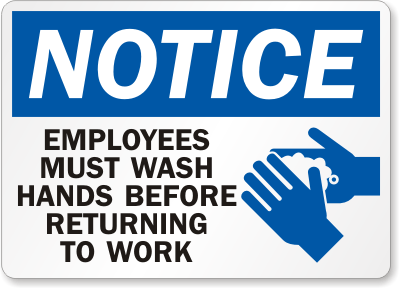 NOTICE
EMPLOYEES
MUST WASH
HANDS BEFORE
RETURNING
TO WORK